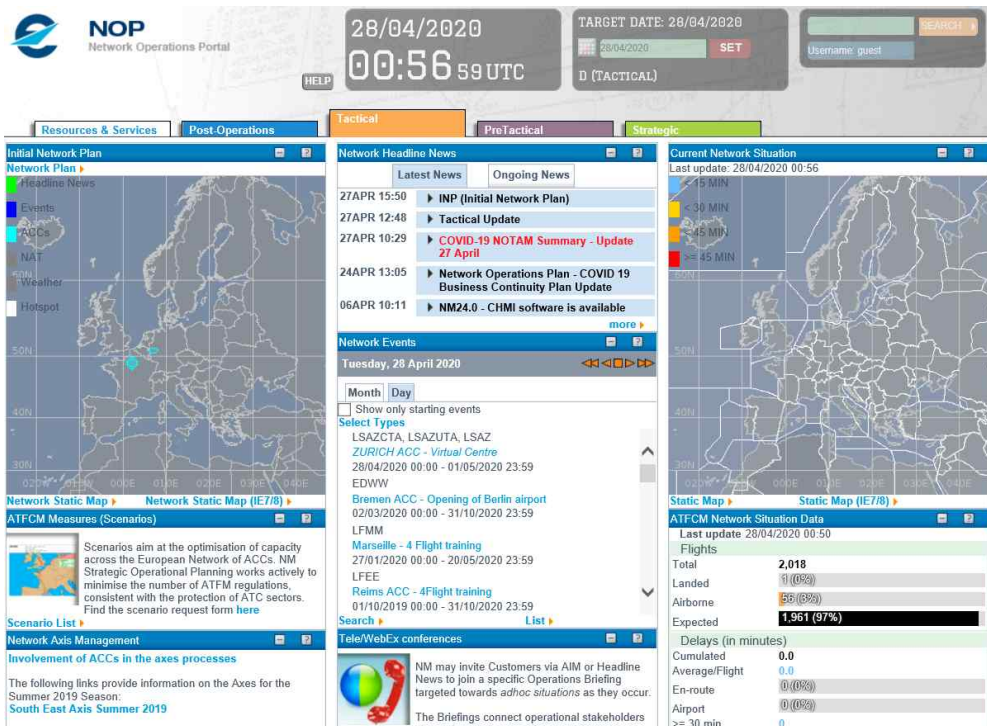 NOP
Network Operations Portal
HELP
28/04/2020
00:56 59 UTC
TARGET DATE: 28/04/2020
28/04/2020
SET
D (TACTICAL)
SEARCH
Username: guest
Resources & Services
Post-Operations
Tactical
PreTactical
Strategic
Initial Network Plan
Network Plan
Headline News
Events
ACCs
NAT
Weather
Hotspot
50N
40N
30N
000E
010E
020E
030E
040E
Network Static Map
Network Static Map (IE7/8)
ATFCM Measures (Scenarios)
Scenarios aim at the optimisation of capacity
across the European Network of ACCs. NM
Strategic Operational Planning works actively to
minimise the number of ATFM regulations,
consistent with the protection of ATC sectors.
Find the scenario request form here
Scenario List
Network Axis Management
Involvement of ACCs in the axes processes
The following links provide information on the Axes for the
Summer 2019 Season:
South East Axis Summer 2019
Network Headline News
Latest News
Ongoing News
27APR 15:50 INP (Initial Network Plan)
27APR 12:48 Tactical Update
27APR 10:29 COVID-19 NOTAM Summary - Update
27 April
24APR 13:05 Network Operations Plan - COVID 19
Business Continuity Plan Update
06APR 10:11 NM24.0 - CHMI software is available
more
Network Events
Tuesday, 28 April 2020
Month Day
Show only starting events
Select Types
LSAZCTA, LSAZUTA, LSAZ
ZURICH ACC - Virtual Centre
28/04/2020 00:00 - 01/05/2020 23:59
EDWW
Bremen ACC - Opening of Berlin airport
02/03/2020 00:00 - 31/10/2020 23:59
LFMM
Marseille - 4 Flight training
27/01/2020 00:00 - 20/05/2020 23:59
LFEE
Reims ACC - 4Flight training
01/10/2019 00:00 - 31/10/2020 23:59
Search
List
Tele/WebEx conferences
NM may invite Customers via AIM or Headline
News to join a specific Operations Briefing
targeted towards adhoc situations as they occur.
The Briefings connect operational stakeholders
Current Network Situation
Last update: 28/04/2020 00:56
< 15 MIN
< 30 MIN
< 45 MIN
>= 45 MIN
60N
50N
40N
30N
020W
000E
010E
020E
030E
040E
Static Map
Static Map (IE7/8)
ATFCM Network Situation Data
Last update 28/04/2020 00:50
Flights
Total 2,018
Landed 1 (0%)
Airborne 56 (3%)
Expected 1,961 (97%)
Delays (in minutes)
Cumulated 0.0
Average/Flight 0.0
En-route 0 (0%)
Airport 0 (0%)
>= 30 min 0